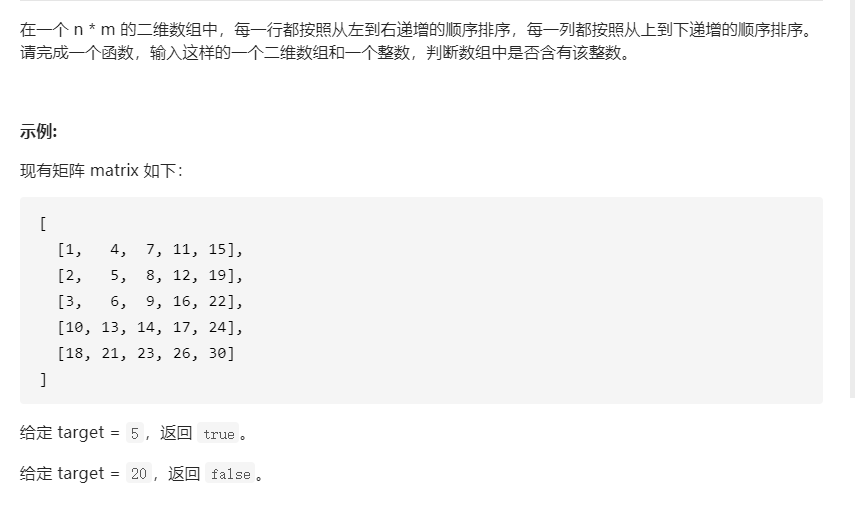 在一个 n * m 的二维数组中，每一行都按照从左到右递增的顺序排序，每一列都按照从上到下递增的顺序排序。
请完成一个函数，输入这样的一个二维数组和一个整数，判断数组中是否含有该整数。
示例:
现有矩阵 matrix 如下：
[
  [1,   4,  7, 11, 15],
  [2,   5,  8, 12, 19],
  [3,   6,  9, 16, 22],
  [10, 13, 14, 17, 24],
  [18, 21, 23, 26, 30]
]
给定 target = 5，返回 true。
给定 target = 20，返回 false。